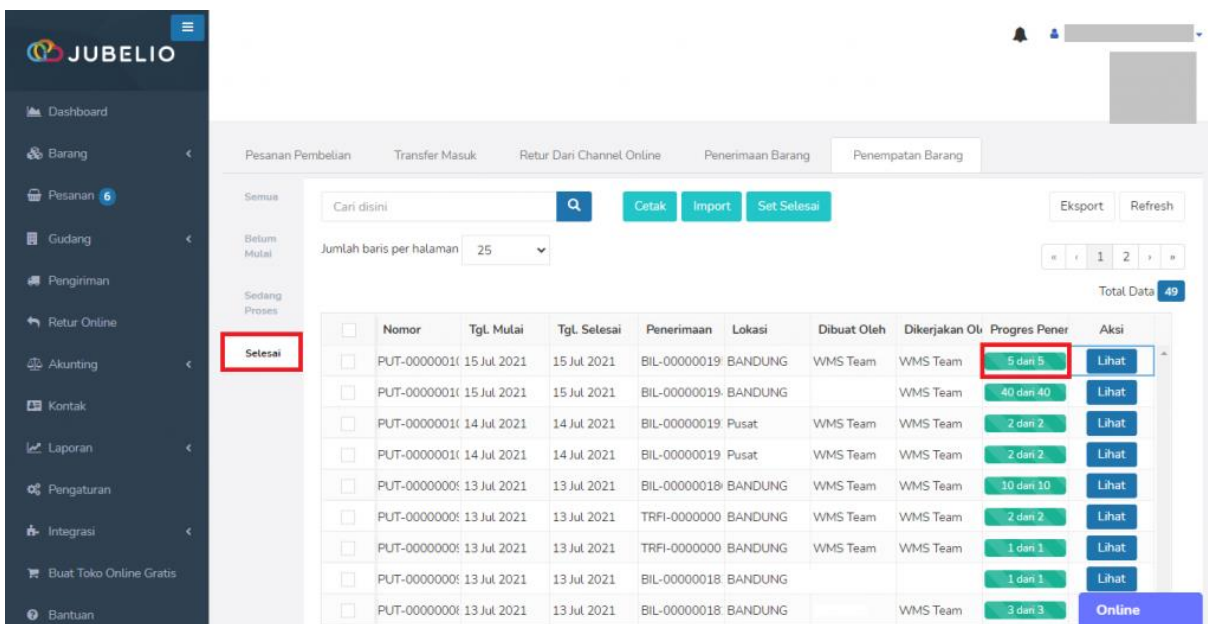 JUBELIO
Dashboard
Barang
Pesanan 6
Gudang
Pengiriman
Retur Online
Akunting
Kontak
Laporan
Pengaturan
Integrasi
Buat Toko Online Gratis
Bantuan
Pesanan Pembelian Transfer Masuk Retur Dari Channel Online Penerimaan Barang Penempatan Barang
Semua
Belum
Mulai
Sedang
Proses
Selesai
Cari disini Cetak Import Set Selesai Eksport Refresh
Jumlah baris per halaman 25
« ‹ 1 2 › »
Total Data 49
Nomor Tgl. Mulai Tgl. Selesai Penerimaan Lokasi Dibuat Oleh Dikerjakan Ol Progres Pener Aksi
PUT-0000001 15 Jul 2021 15 Jul 2021 BIL-00000019 BANDUNG WMS Team WMS Team 5 dari 5 Lihat
PUT-0000001 15 Jul 2021 15 Jul 2021 BIL-00000019 BANDUNG WMS Team 40 dari 40 Lihat
PUT-0000001 14 Jul 2021 14 Jul 2021 BIL-00000019 Pusat WMS Team WMS Team 2 dari 2 Lihat
PUT-0000001 14 Jul 2021 14 Jul 2021 BIL-00000019 Pusat WMS Team WMS Team 2 dari 2 Lihat
PUT-0000000 13 Jul 2021 13 Jul 2021 BIL-00000018 BANDUNG WMS Team WMS Team 10 dari 10 Lihat
PUT-0000000 13 Jul 2021 13 Jul 2021 TRFI-0000000 BANDUNG WMS Team WMS Team 2 dari 2 Lihat
PUT-0000000 13 Jul 2021 13 Jul 2021 TRFI-0000000 BANDUNG WMS Team WMS Team 1 dari 1 Lihat
PUT-0000000 13 Jul 2021 13 Jul 2021 BIL-00000018 BANDUNG 1 dari 1 Lihat
PUT-0000000 13 Jul 2021 13 Jul 2021 BIL-00000018 BANDUNG WMS Team 3 dari 3
Online